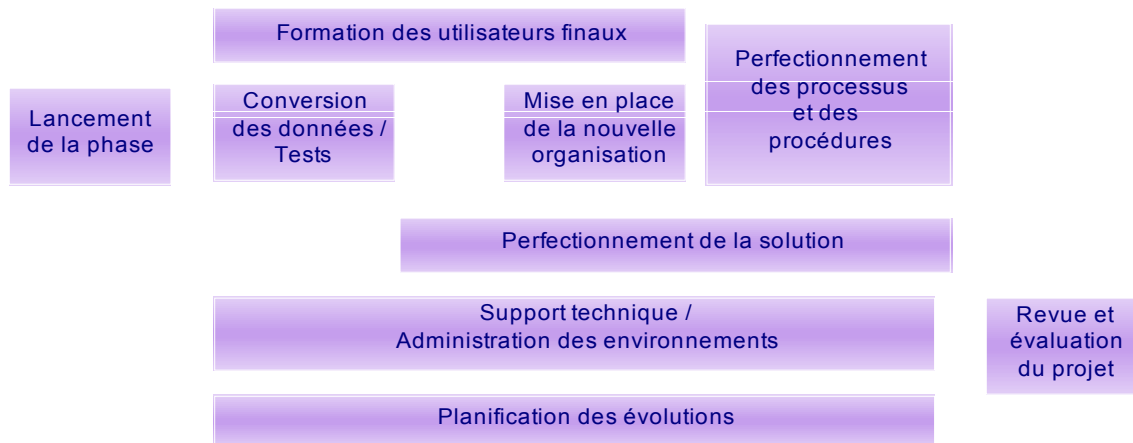 Formation des utilisateurs finaux
Perfectionnement
des processus
et des
procédures
Lancement
de la phase
Conversion
des données /
Tests
Mise en place
de la nouvelle
organisation
Perfectionnement de la solution
Support technique /
Administration des environnements
Revue et
évaluation
du projet
Planification des évolutions